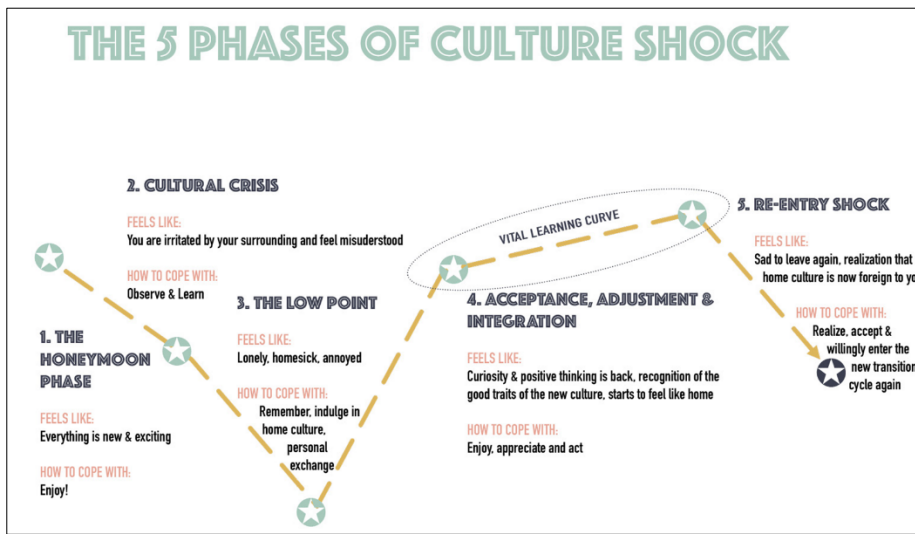 THE 5 PHASES OF CULTURE SHOCK
1. THE
HONEYMOON
PHASE
FEELS LIKE:
Everything is new & exciting
HOW TO COPE WITH:
Enjoy!
2. CULTURAL CRISIS
FEELS LIKE:
You are irritated by your surrounding and feel misunderstood
HOW TO COPE WITH:
Observe & Learn
3. THE LOW POINT
FEELS LIKE:
Lonely, homesick, annoyed
HOW TO COPE WITH:
Remember, indulge in
home culture,
personal
exchange
VITAL LEARNING CURVE
4. ACCEPTANCE, ADJUSTMENT &
INTEGRATION
FEELS LIKE:
Curiosity & positive thinking is back, recognition of the
good traits of the new culture, starts to feel like home
HOW TO COPE WITH:
Enjoy, appreciate and act
5. RE-ENTRY SHOCK
FEELS LIKE:
Sad to leave again, realization that
home culture is now foreign to yo
HOW TO COPE WITH:
Realize, accept &
willingly enter the
new transition
cycle again